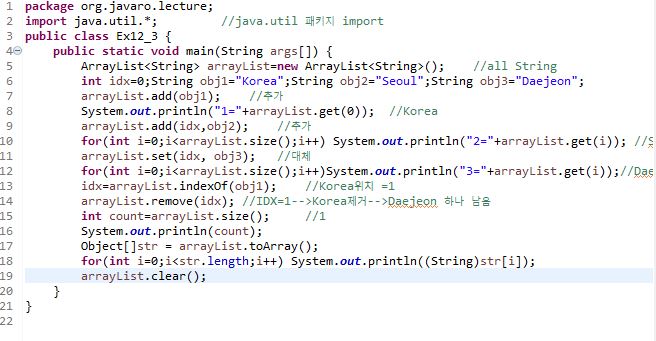 1 package org.javaro.lecture;
2 import java.util.*; //java.util 패키지 import
3 public class Ex12_3 {
4 public static void main(String args[]) {
5 ArrayList<String> arrayList=new ArrayList<String>(); //all String
6 int idx=0;String obj1="Korea";String obj2="Seoul";String obj3="Daejeon";
7 arrayList.add(obj1); //추가
8 System.out.println("1="+arrayList.get(0)); //Korea
9 arrayList.add(idx,obj2); //추가
10 for(int i=0;i<arrayList.size();i++) System.out.println("2="+arrayList.get(i)); //S
11 arrayList.set(idx, obj3); //대체
12 for(int i=0;i<arrayList.size();i++)System.out.println("3="+arrayList.get(i));//Dae
13 idx=arrayList.indexOf(obj1); //Korea위치 =1
14 arrayList.remove(idx); //IDX=1-->Korea제거-->Daejeon 하나 남음
15 int count=arrayList.size(); //1
16 System.out.println(count);
17 Object[]str = arrayList.toArray();
18 for(int i=0;i<str.length;i++) System.out.println((String)str[i]);
19 arrayList.clear();
20 }
21 }
22